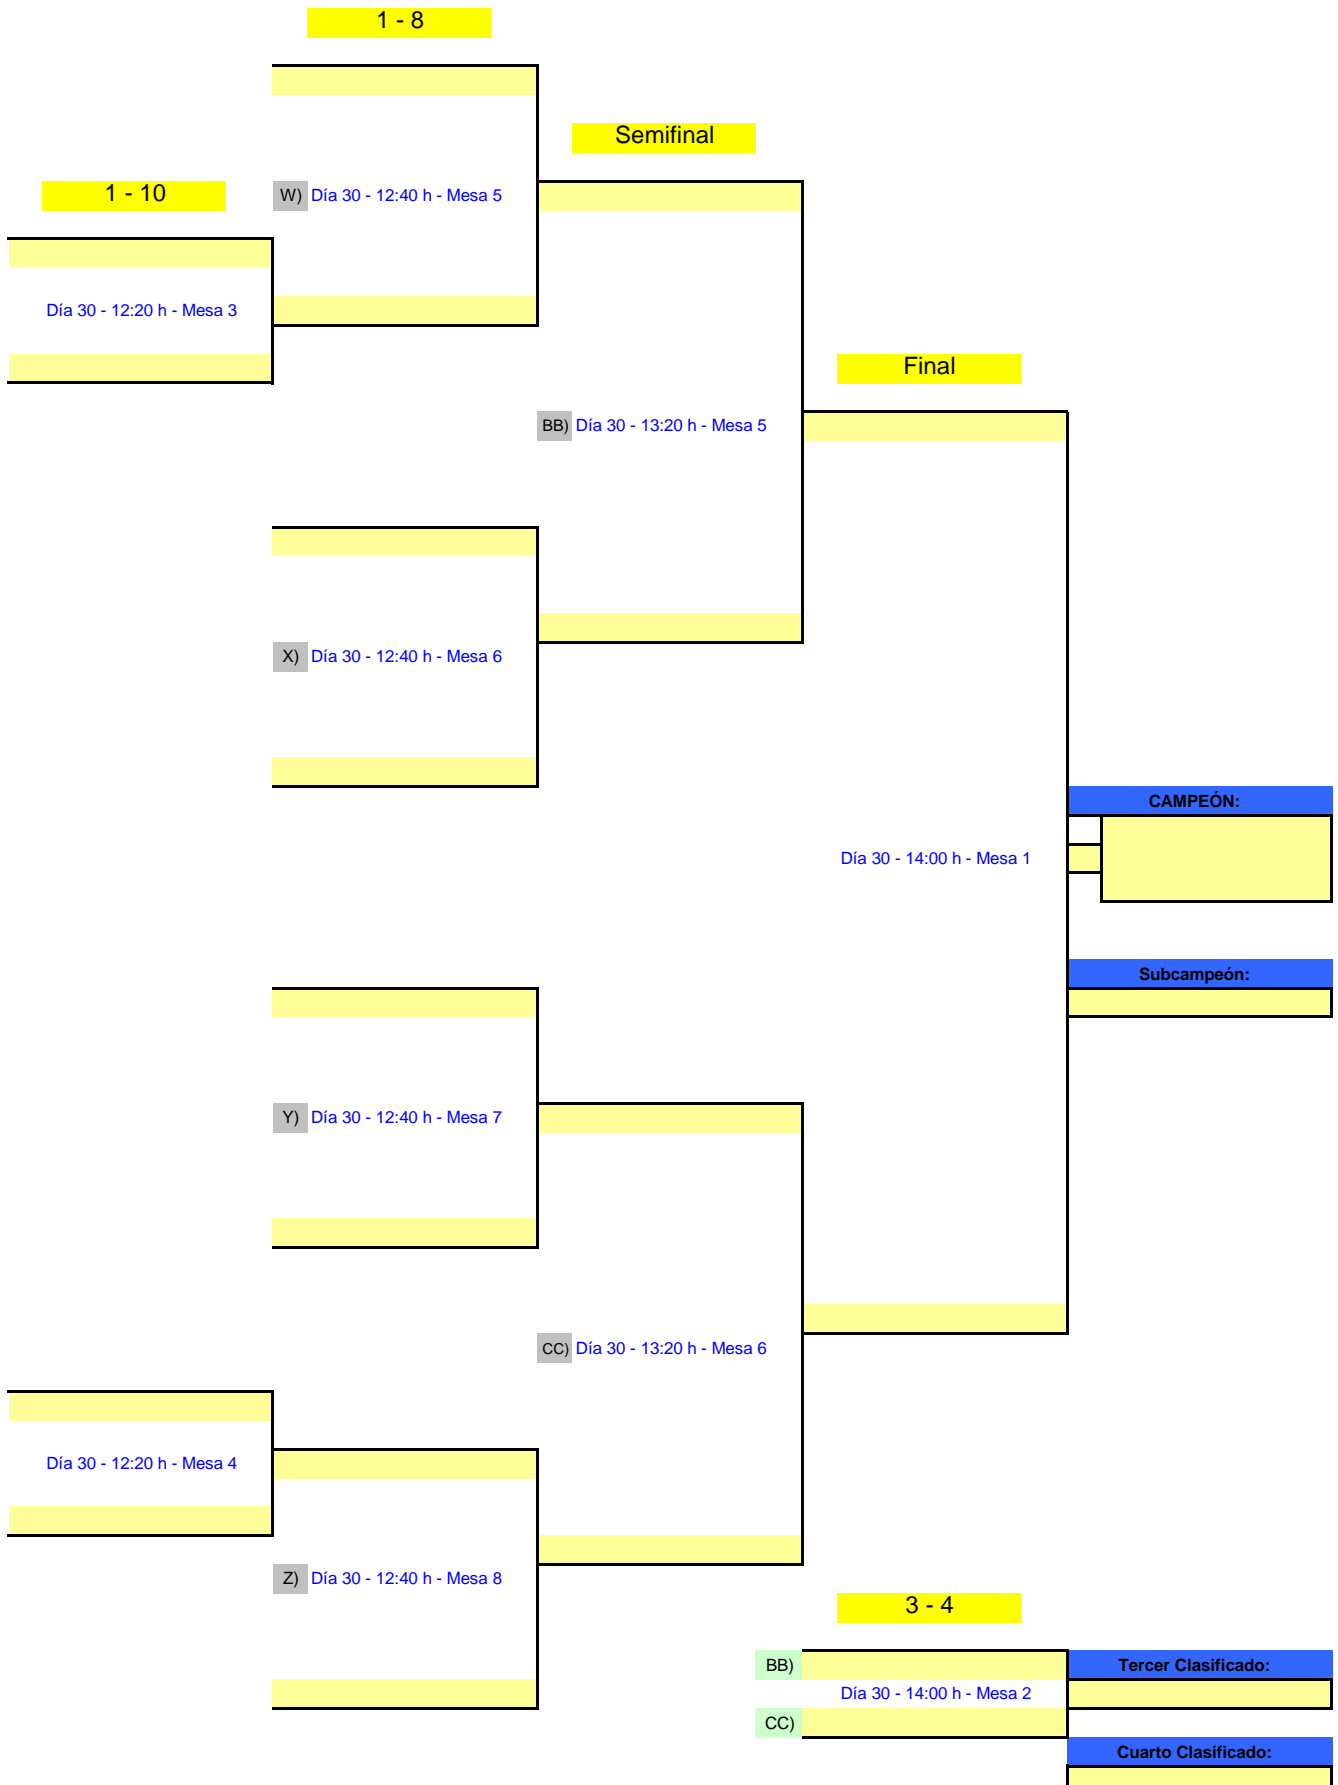 1 - 8
Semifinal
1 - 10
W) Día 30 - 12:40 h - Mesa 5
Día 30 - 12:20 h - Mesa 3
Final
BB) Día 30 - 13:20 h - Mesa 5
X) Día 30 - 12:40 h - Mesa 6
CAMPEÓN:
Día 30 - 14:00 h - Mesa 1
Subcampeón:
Y) Día 30 - 12:40 h - Mesa 7
CC) Día 30 - 13:20 h - Mesa 6
Día 30 - 12:20 h - Mesa 4
Z) Día 30 - 12:40 h - Mesa 8
3 - 4
BB)
Tercer Clasificado:
Día 30 - 14:00 h - Mesa 2
CC)
Cuarto Clasificado: